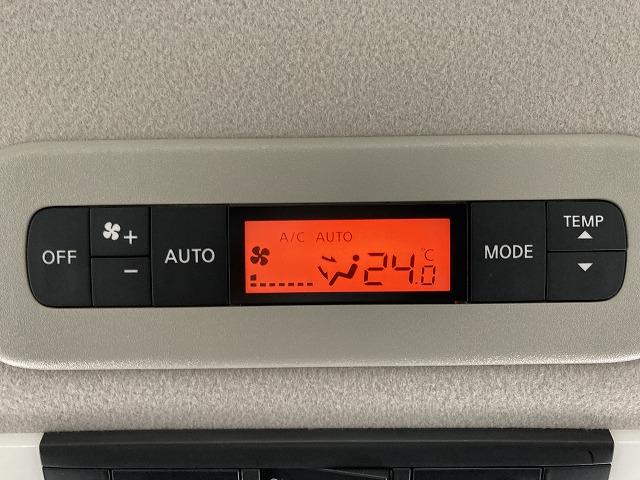 OFF
+
-
AUTO
A/C AUTO
24.0 °C
MODE
TEMP